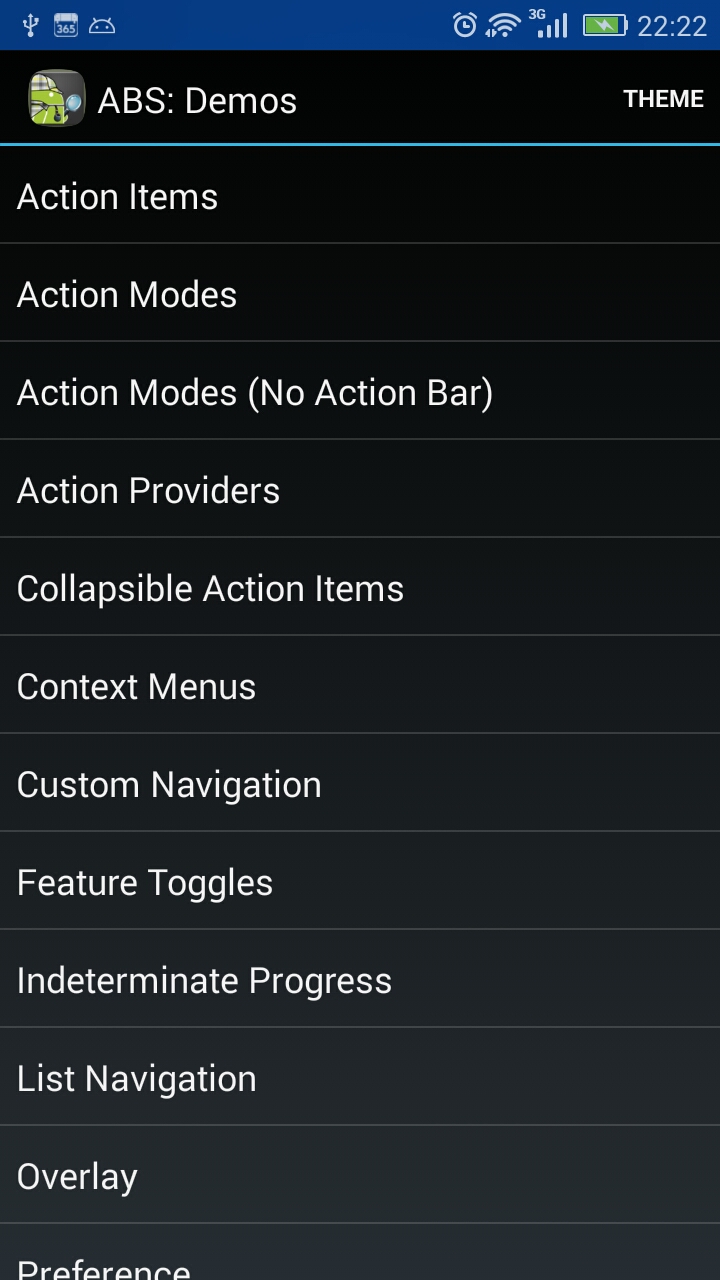 365
3G
22:22
ABS: Demos
THEME
Action Items
Action Modes
Action Modes (No Action Bar)
Action Providers
Collapsible Action Items
Context Menus
Custom Navigation
Feature Toggles
Indeterminate Progress
List Navigation
Overlay
Preference